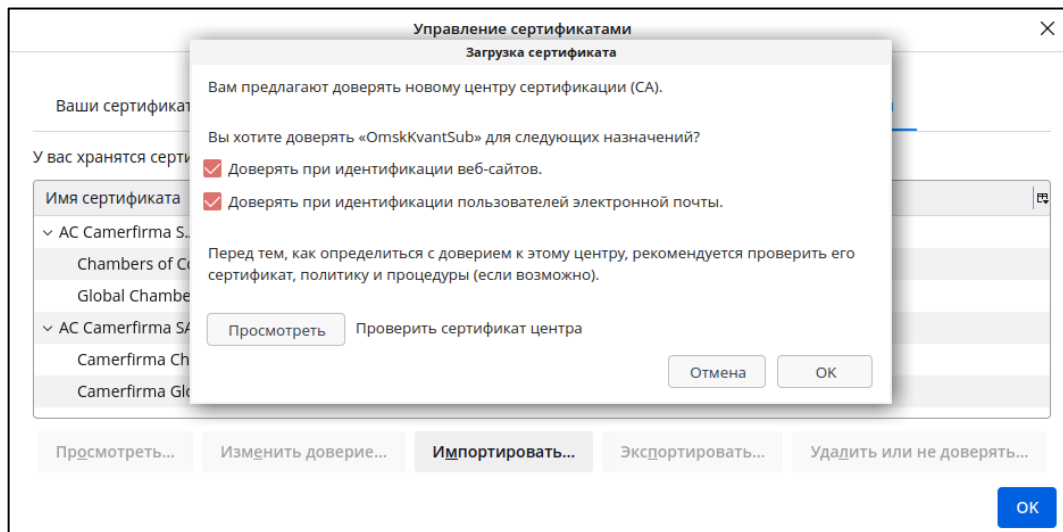 Управление сертификатами
Загрузка сертификата
Вам предлагают доверять новому центру сертификации (CA).
Ваши сертификат
Вы хотите доверять «OmskKvantSub» для следующих назначений?
У вас хранятся серти
Доверять при идентификации веб-сайтов.
Имя сертификата
Доверять при идентификации пользователей электронной почты.
AC Camerfirma S.
Перед тем, как определиться с доверием к этому центру, рекомендуется проверить его
Chambers of Co
сертификат, политику и процедуры (если возможно).
Global Chambe
AC Camerfirma SA
Просмотреть Проверить сертификат центра
Camerfirma Ch
Отмена OK
Camerfirma Glo
Просмотреть... Изменить доверие... Импортировать... Экспортировать... Удалить или не доверять...
OK